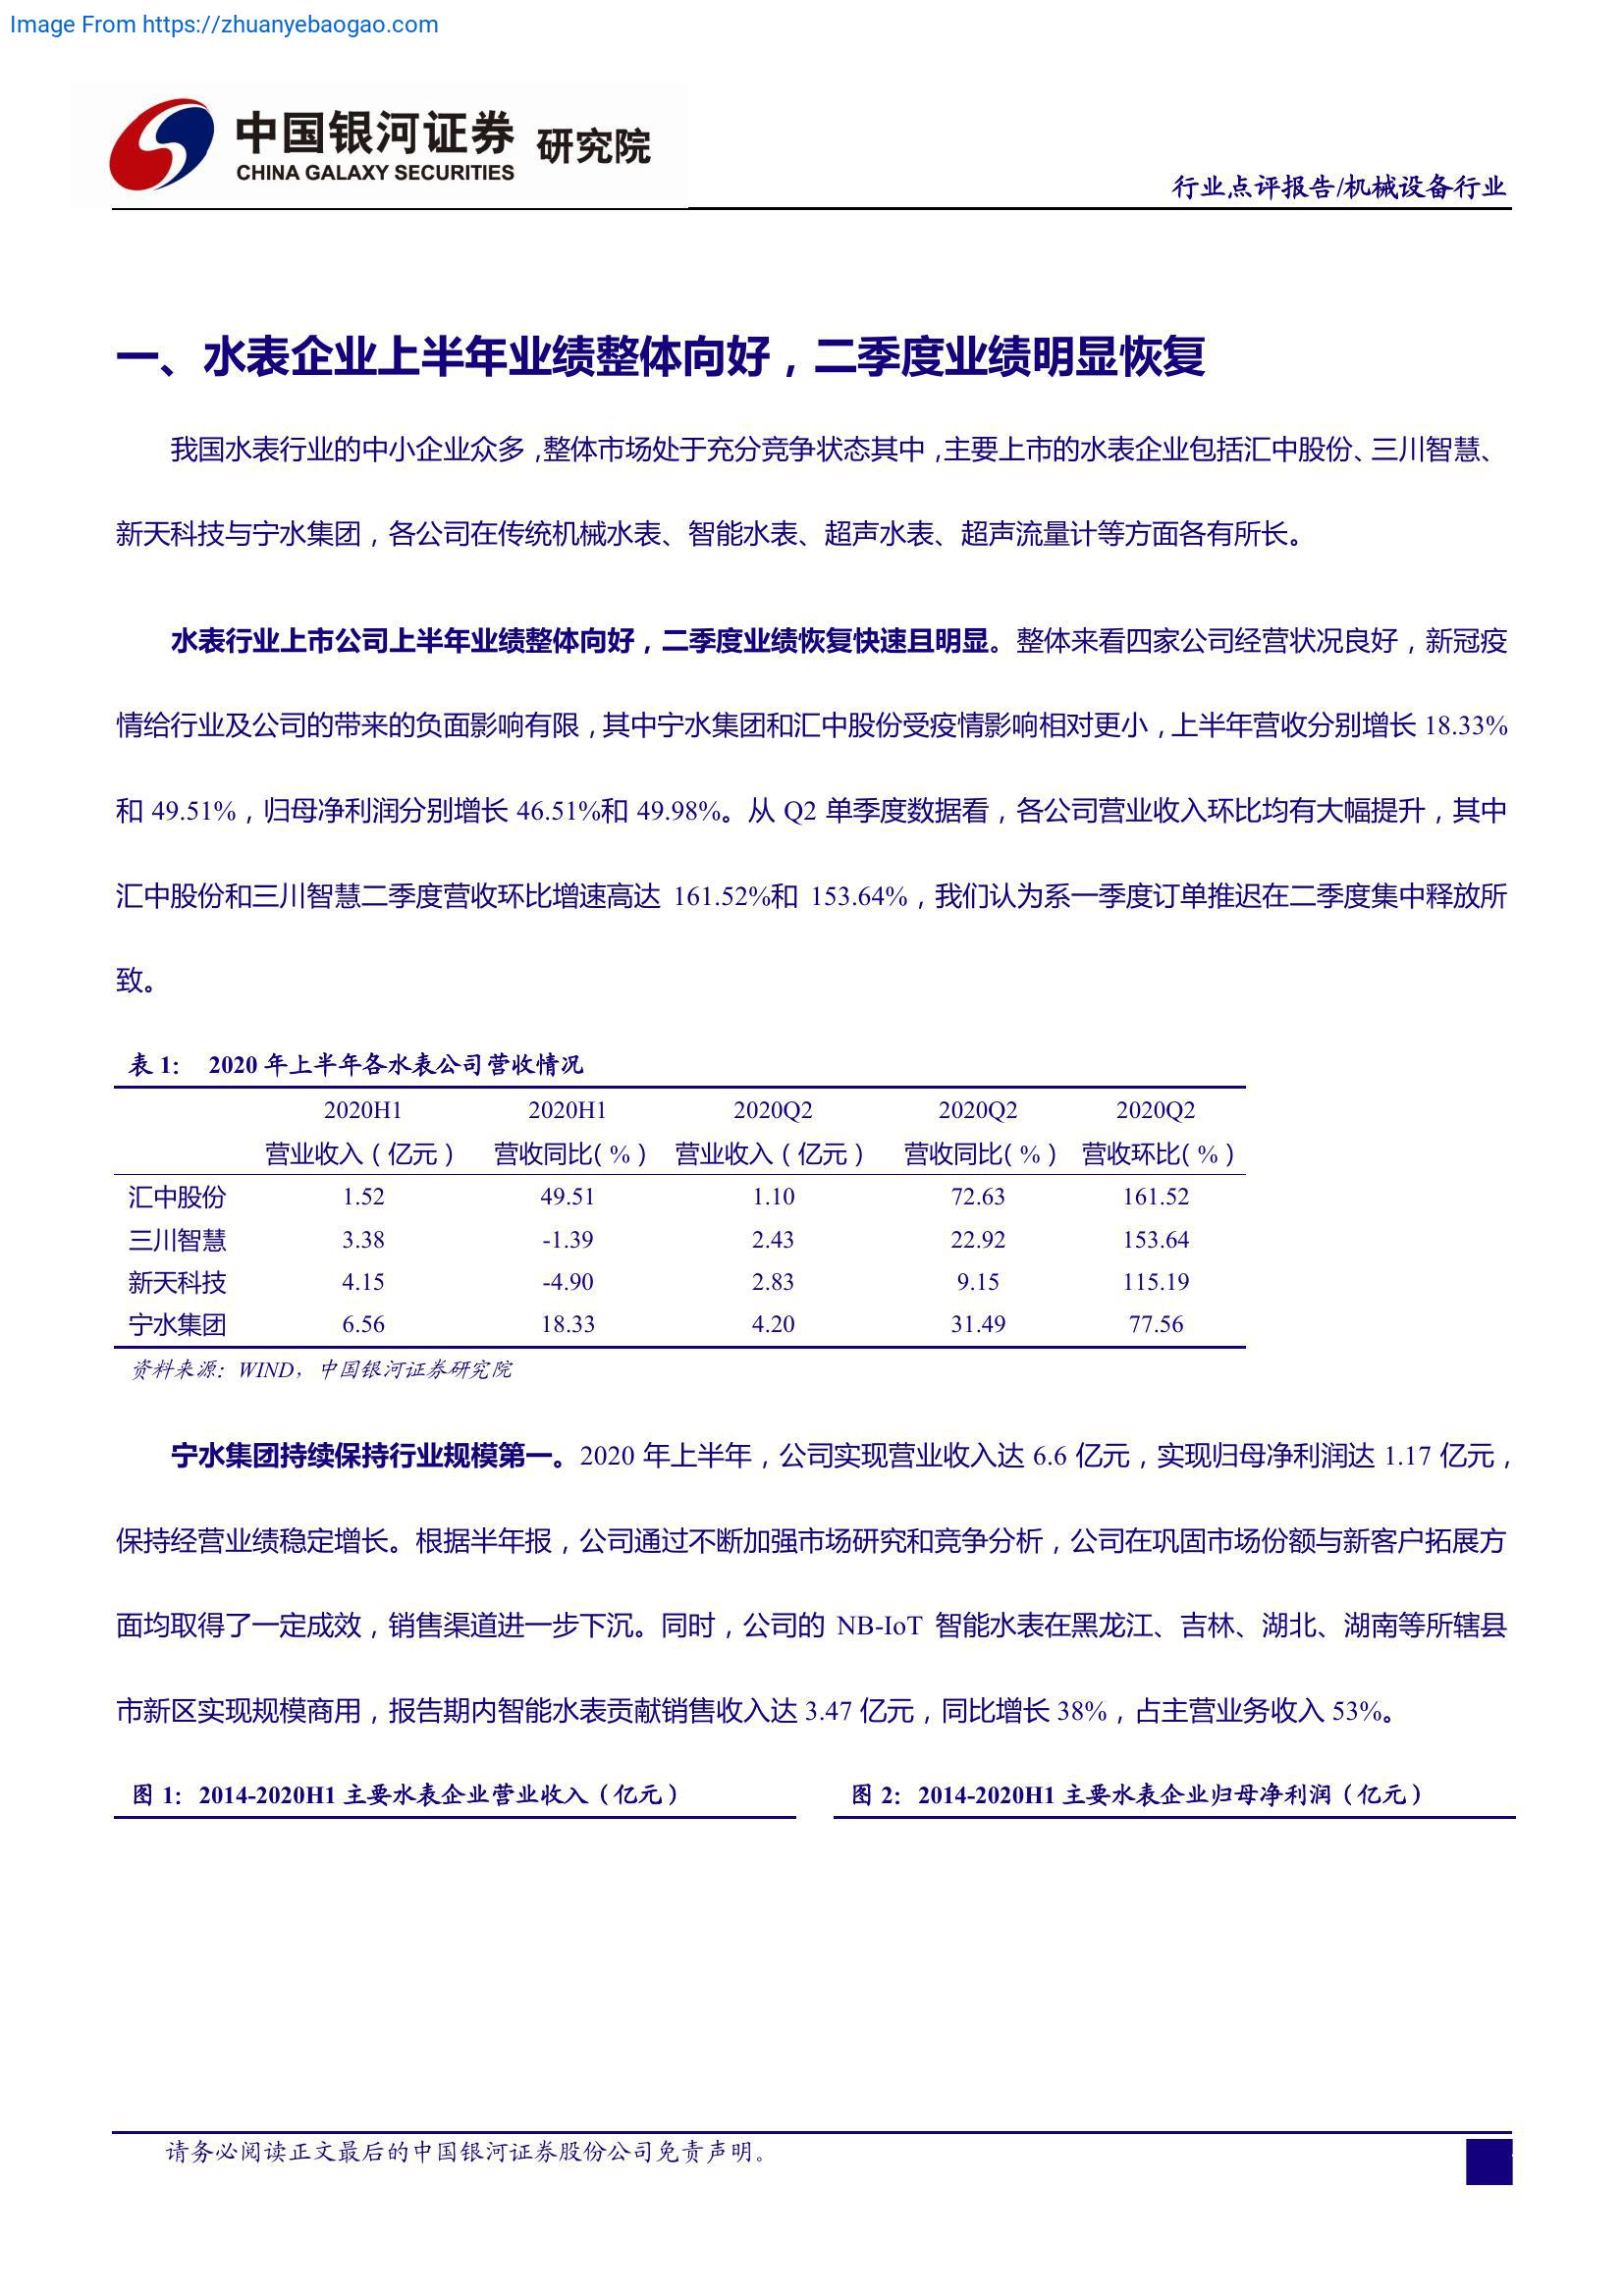 Image From https://zhuanyebaogao.com
中国银河证券 研究院
CHINA GALAXY SECURITIES
行业点评报告/机械设备行业
一、水表企业上半年业绩整体向好，二季度业绩明显恢复
我国水表行业的中小企业众多，整体市场处于充分竞争状态其中，主要上市的水表企业包括汇中股份、三川智慧、
新天科技与宁水集团，各公司在传统机械水表、智能水表、超声水表、超声流量计等方面各有所长。
水表行业上市公司上半年业绩整体向好，二季度业绩恢复快速且明显。整体来看四家公司经营状况良好，新冠疫
情给行业及公司的带来的负面影响有限，其中宁水集团和汇中股份受疫情影响相对更小，上半年营收分别增长 18.33%
和 49.51%，归母净利润分别增长 46.51%和 49.98%。从 Q2 单季度数据看，各公司营业收入环比均有大幅提升，其中
汇中股份和三川智慧二季度营收环比增速高达 161.52%和 153.64%，我们认为系一季度订单推迟在二季度集中释放所
致。
表 1： 2020 年上半年各水表公司营收情况
2020H1 2020H1 2020Q2 2020Q2 2020Q2
营业收入（亿元） 营收同比（%） 营业收入（亿元） 营收同比（%） 营收环比（%）
汇中股份 1.52 49.51 1.10 72.63 161.52
三川智慧 3.38 -1.39 2.43 22.92 153.64
新天科技 4.15 -4.90 2.83 9.15 115.19
宁水集团 6.56 18.33 4.20 31.49 77.56
资料来源：WIND，中国银河证券研究院
宁水集团持续保持行业规模第一。2020 年上半年，公司实现营业收入达 6.6 亿元，实现归母净利润达 1.17 亿元，
保持经营业绩稳定增长。根据半年报，公司通过不断加强市场研究和竞争分析，公司在巩固市场份额与新客户拓展方
面均取得了一定成效，销售渠道进一步下沉。同时，公司的 NB-IoT 智能水表在黑龙江、吉林、湖北、湖南等所辖县
市新区实现规模商用，报告期内智能水表贡献销售收入达 3.47 亿元，同比增长 38%，占主营业务收入 53%。
图 1：2014-2020H1 主要水表企业营业收入（亿元） 图 2：2014-2020H1 主要水表企业归母净利润（亿元）
请务必阅读正文最后的中国银河证券股份公司免责声明。